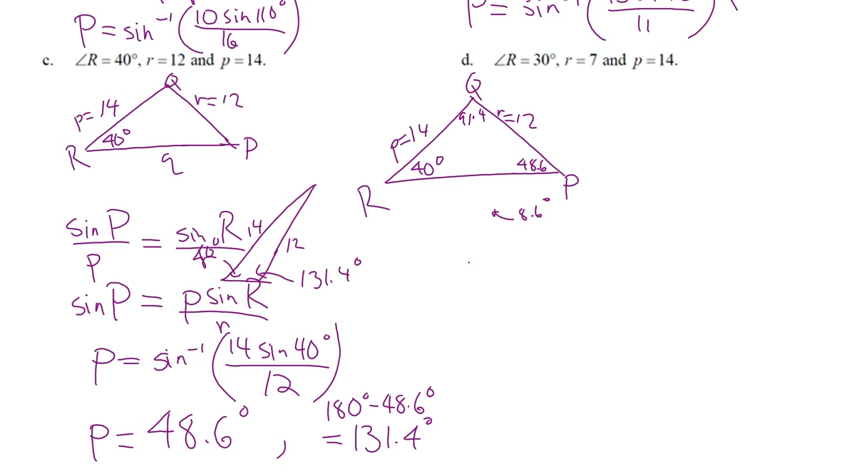 P = sin⁻¹ (10 sin 110° / 16)
P = sin⁻¹ ( / 11)
c. ∠R = 40°, r = 12 and p = 14.
d. ∠R = 30°, r = 7 and p = 14.
Q
p = 14
r = 12
40°
R
q
P
Q
91.4
p = 14
r = 12
40°
48.6
R
P
8.6°
sin P / p = sin R / 
40
14
12
131.4°
sin P = p sin R / r
P = sin⁻¹ (14 sin 40° / 12)
P = 48.6° , 180° - 48.6°
= 131.4°